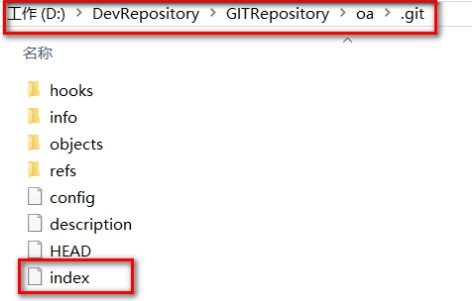 工作 (D:) > DevRepository > GITRepository > oa > .git
名称
hooks
info
objects
refs
config
description
HEAD
index